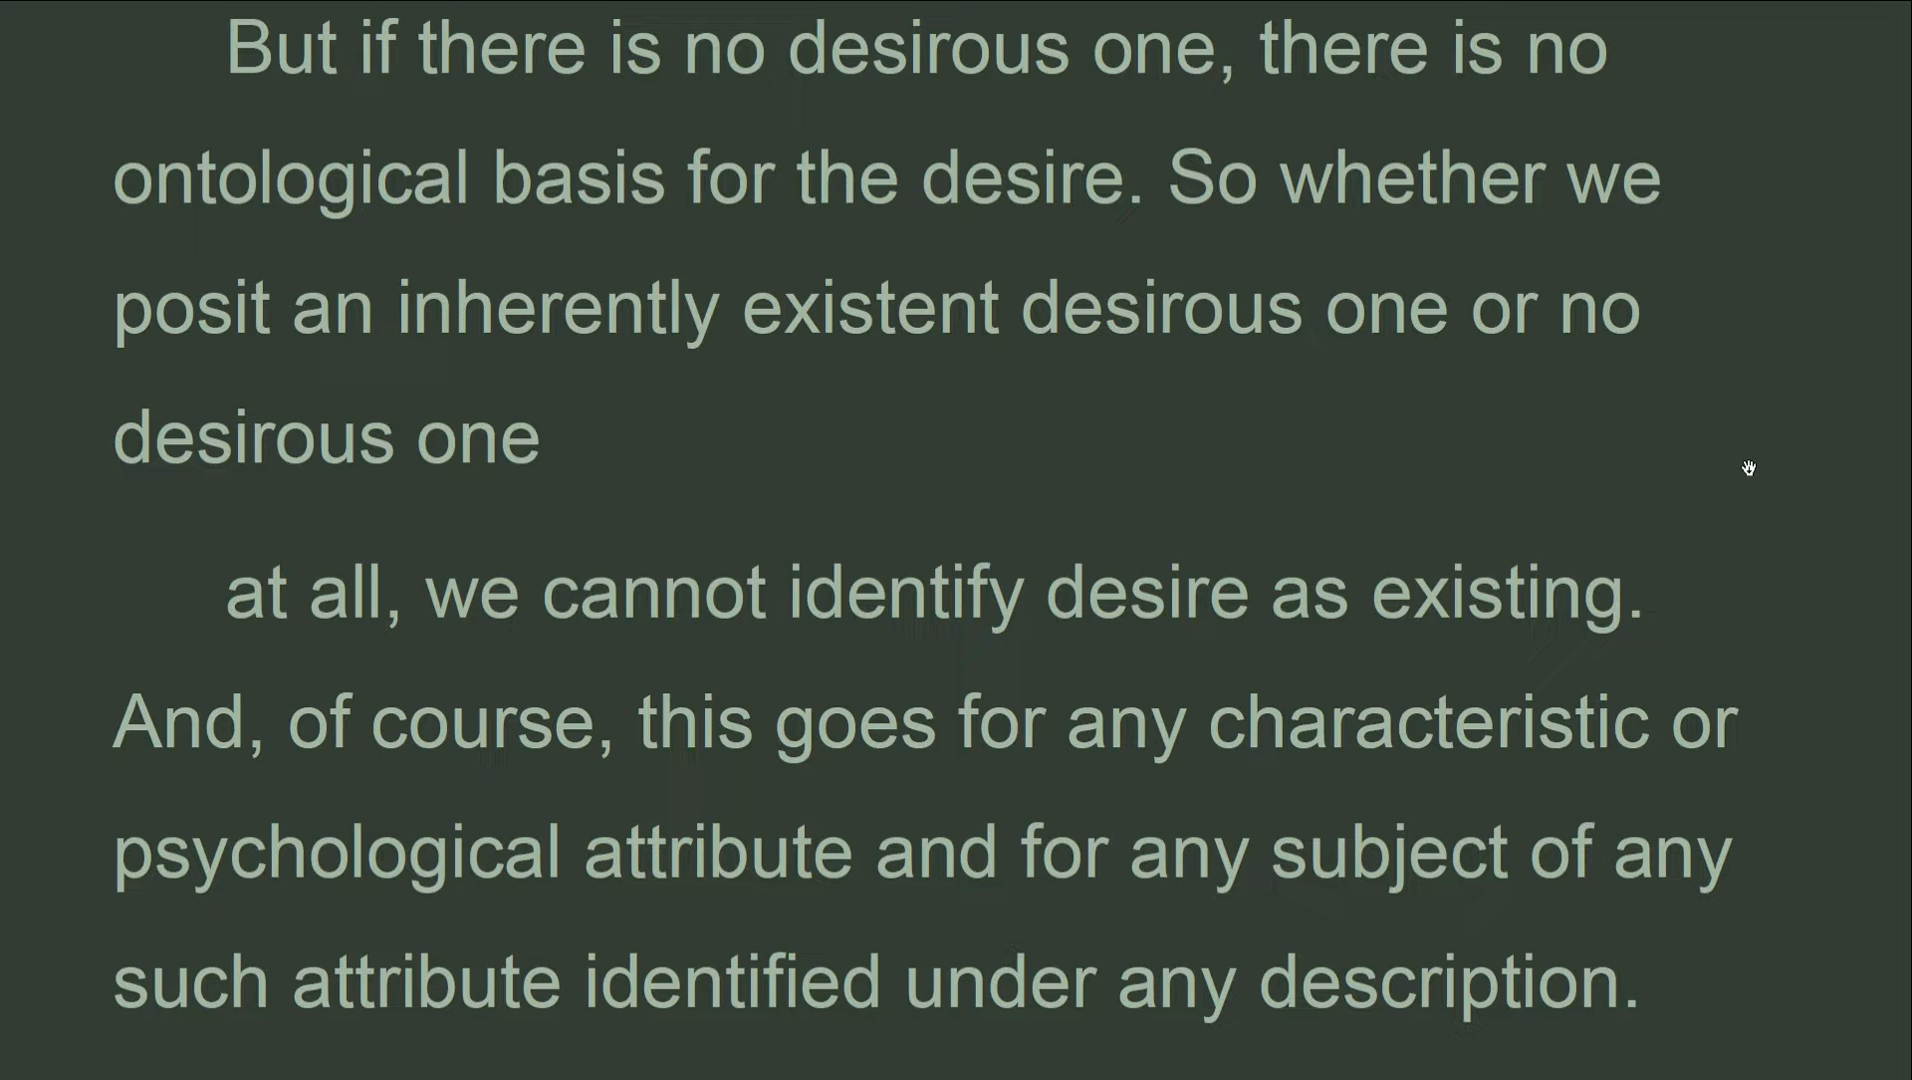 But if there is no desirous one, there is no
ontological basis for the desire. So whether we
posit an inherently existent desirous one or no
desirous one
at all, we cannot identify desire as existing.
And, of course, this goes for any characteristic or
psychological attribute and for any subject of any
such attribute identified under any description.